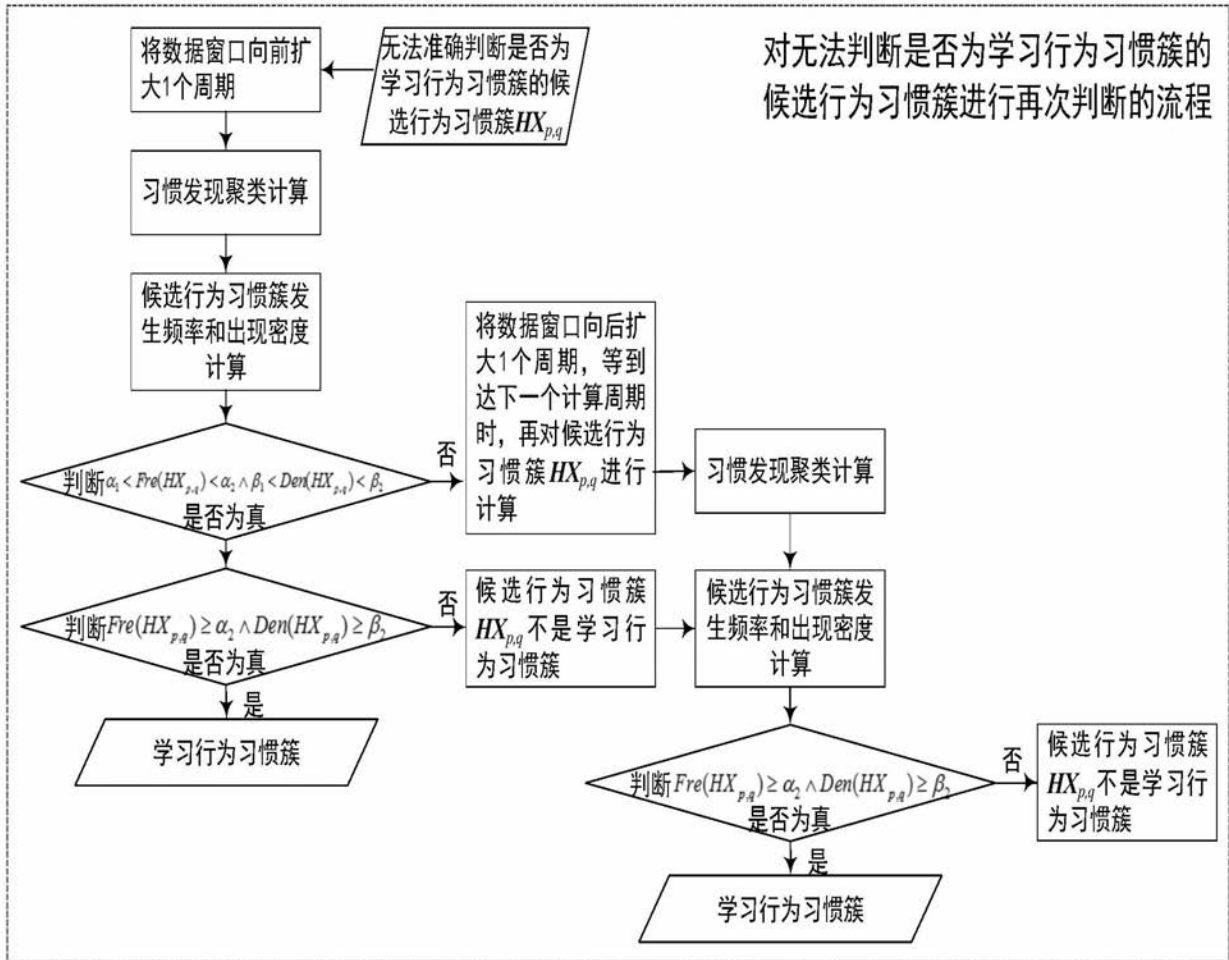 对无法判断是否为学习行为习惯簇的
候选行为习惯簇进行再次判断的流程
无法准确判断是否为
学习行为习惯簇的候
选行为习惯簇HXp,q
将数据窗口向前扩
大1个周期
习惯发现聚类计算
候选行为习惯簇发
生频率和出现密度
计算
判断α1 < Fre(HXp,q) < α2 ∧ β1 < Den(HXp,q) < β2
是否为真
否
将数据窗口向后扩
大1个周期，等到
达下一个计算周期
时，再对候选行为
习惯簇HXp,q进行
计算
习惯发现聚类计算
判断Fre(HXp,q) ≥ α2 ∧ Den(HXp,q) ≥ β2
是否为真
否
候选行为习惯簇
HXp,q不是学习行
为习惯簇
候选行为习惯簇发
生频率和出现密度
计算
是
学习行为习惯簇
判断Fre(HXp,q) ≥ α2 ∧ Den(HXp,q) ≥ β2
是否为真
否
候选行为习惯簇
HXp,q不是学习行
为习惯簇
是
学习行为习惯簇